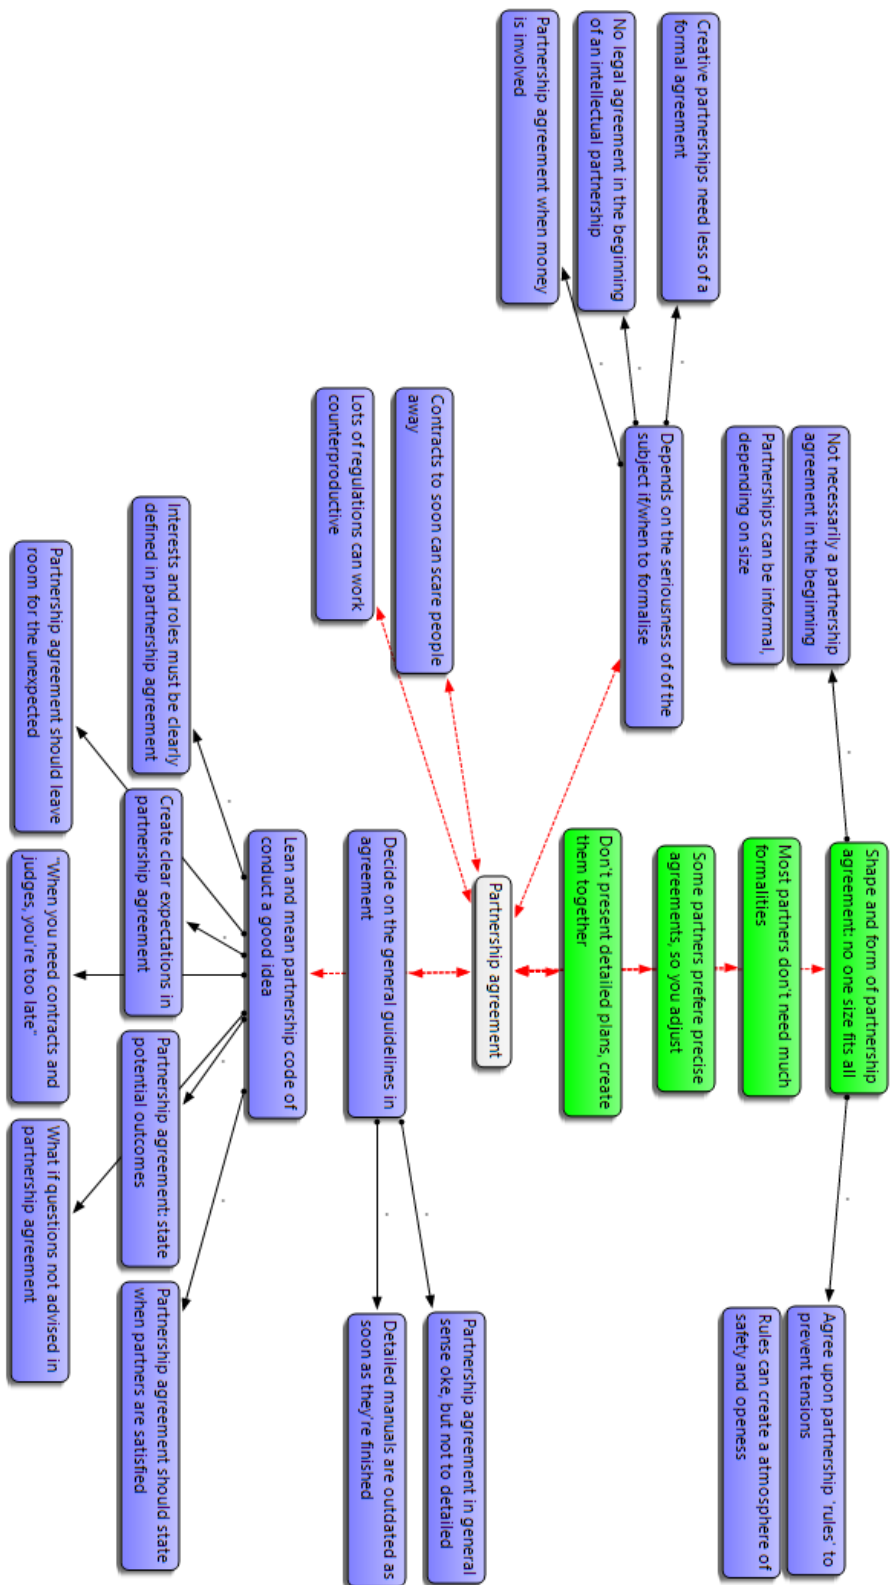 Creative partnerships need less of a
formal agreement
No legal agreement in the beginning
of an intellectual partnership
Partnership agreement when money
is involved
Not necessarily a partnership
agreement in the beginning
Partnerships can be informal,
depending on size
Depends on the seriousness of of the
subject if/when to formalise
Contracts to soon can scare people
away
Lots of regulations can work
counterproductive
Interests and roles must be clearly
defined in partnership agreement
Partnership agreement should leave
room for the unexpected
Shape and form of partnership
agreement: no one size fits all
Most partners don't need much
formalities
Some partners prefere precise
agreements, so you adjust
Don't present detailed plans, create
them together
Partnership agreement
Decide on the general guidelines in
agreement
Lean and mean partnership code of
conduct a good idea
Create clear expectations in
partnership agreement
"When you need contracts and
judges, you're too late"
Partnership agreement: state
potential outcomes
What if questions not advised in
partnership agreement
Agree upon partnership 'rules' to
prevent tensions
Rules can create a atmosphere of
safety and openess
Partnership agreement in general
sense oke, but not to detailed
Detailed manuals are outdated as
soon as they're finished
Partnership agreement should state
when partners are satisfied